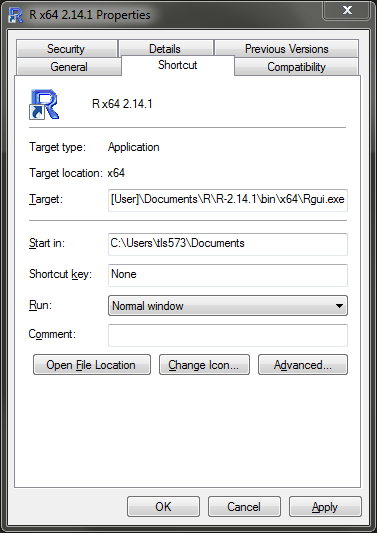 R x64 2.14.1 Properties
Security Details Previous Versions
General Shortcut Compatibility
R x64 2.14.1
Target type: Application
Target location: x64
Target: [User]\Documents\R\R-2.14.1\bin\x64\Rgui.exe
Start in: C:\Users\tls573\Documents
Shortcut key: None
Run: Normal window
Comment:
Open File Location Change Icon... Advanced...
OK Cancel Apply